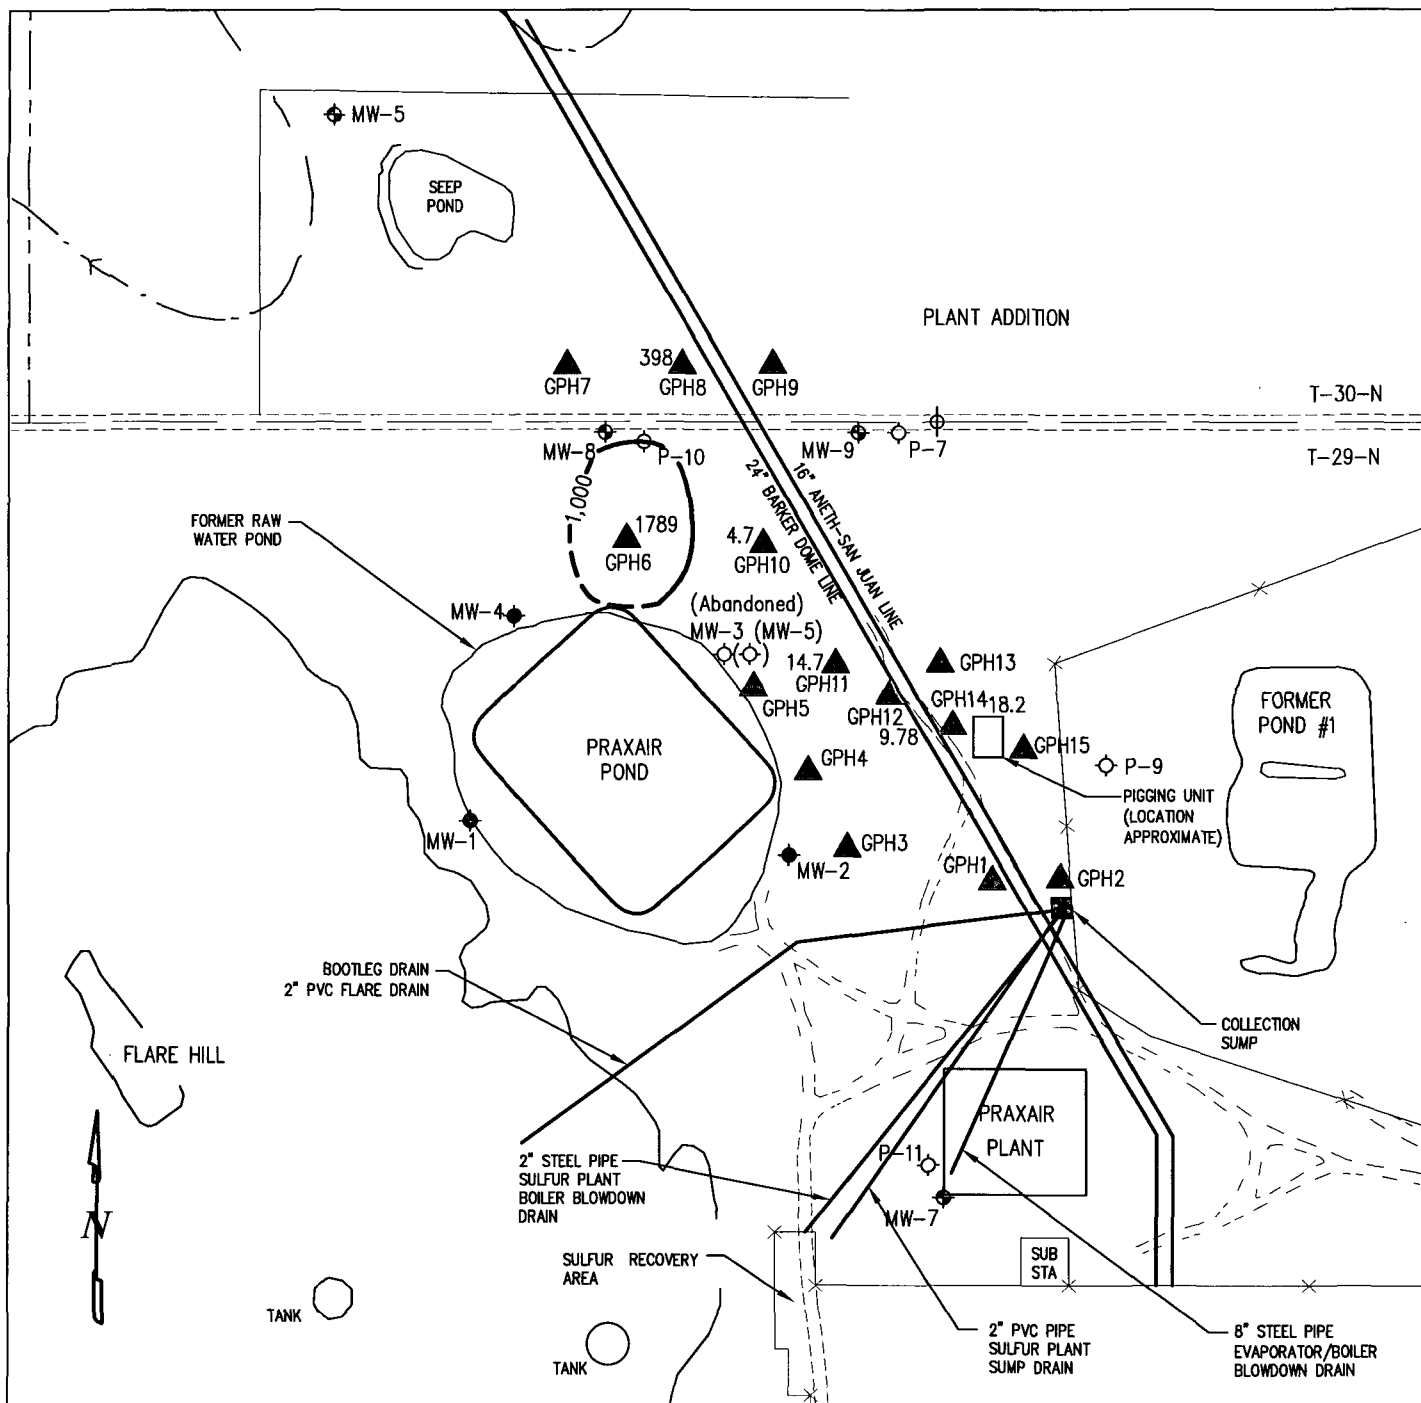 MW-5
SEEP
POND
PLANT ADDITION
398
GPH7
GPH8
GPH9
T-30-N
MW-8
P-10
MW-9
P-7
T-29-N
1,000
24" BARKER DOME LINE
16" ANETH-SAN JUAN LINE
FORMER RAW
WATER POND
1789
GPH6
4.7
GPH10
MW-4
(Abandoned)
MW-3 (MW-5)
( )
14.7
GPH11
GPH13
GPH5
GPH12
9.78
GPH14
18.2
GPH15
P-9
FORMER
POND #1
PRAXAIR
POND
GPH4
PIGGING UNIT
(LOCATION
APPROXIMATE)
MW-1
GPH3
MW-2
GPH1
GPH2
BOOTLEG DRAIN
2" PVC FLARE DRAIN
COLLECTION
SUMP
FLARE HILL
PRAXAIR
PLANT
P-11
2" STEEL PIPE
SULFUR PLANT
BOILER BLOWDOWN
DRAIN
MW-7
N
SULFUR RECOVERY
AREA
SUB
STA
TANK
TANK
2" PVC PIPE
SULFUR PLANT
SUMP DRAIN
8" STEEL PIPE
EVAPORATOR/BOILER
BLOWDOWN DRAIN